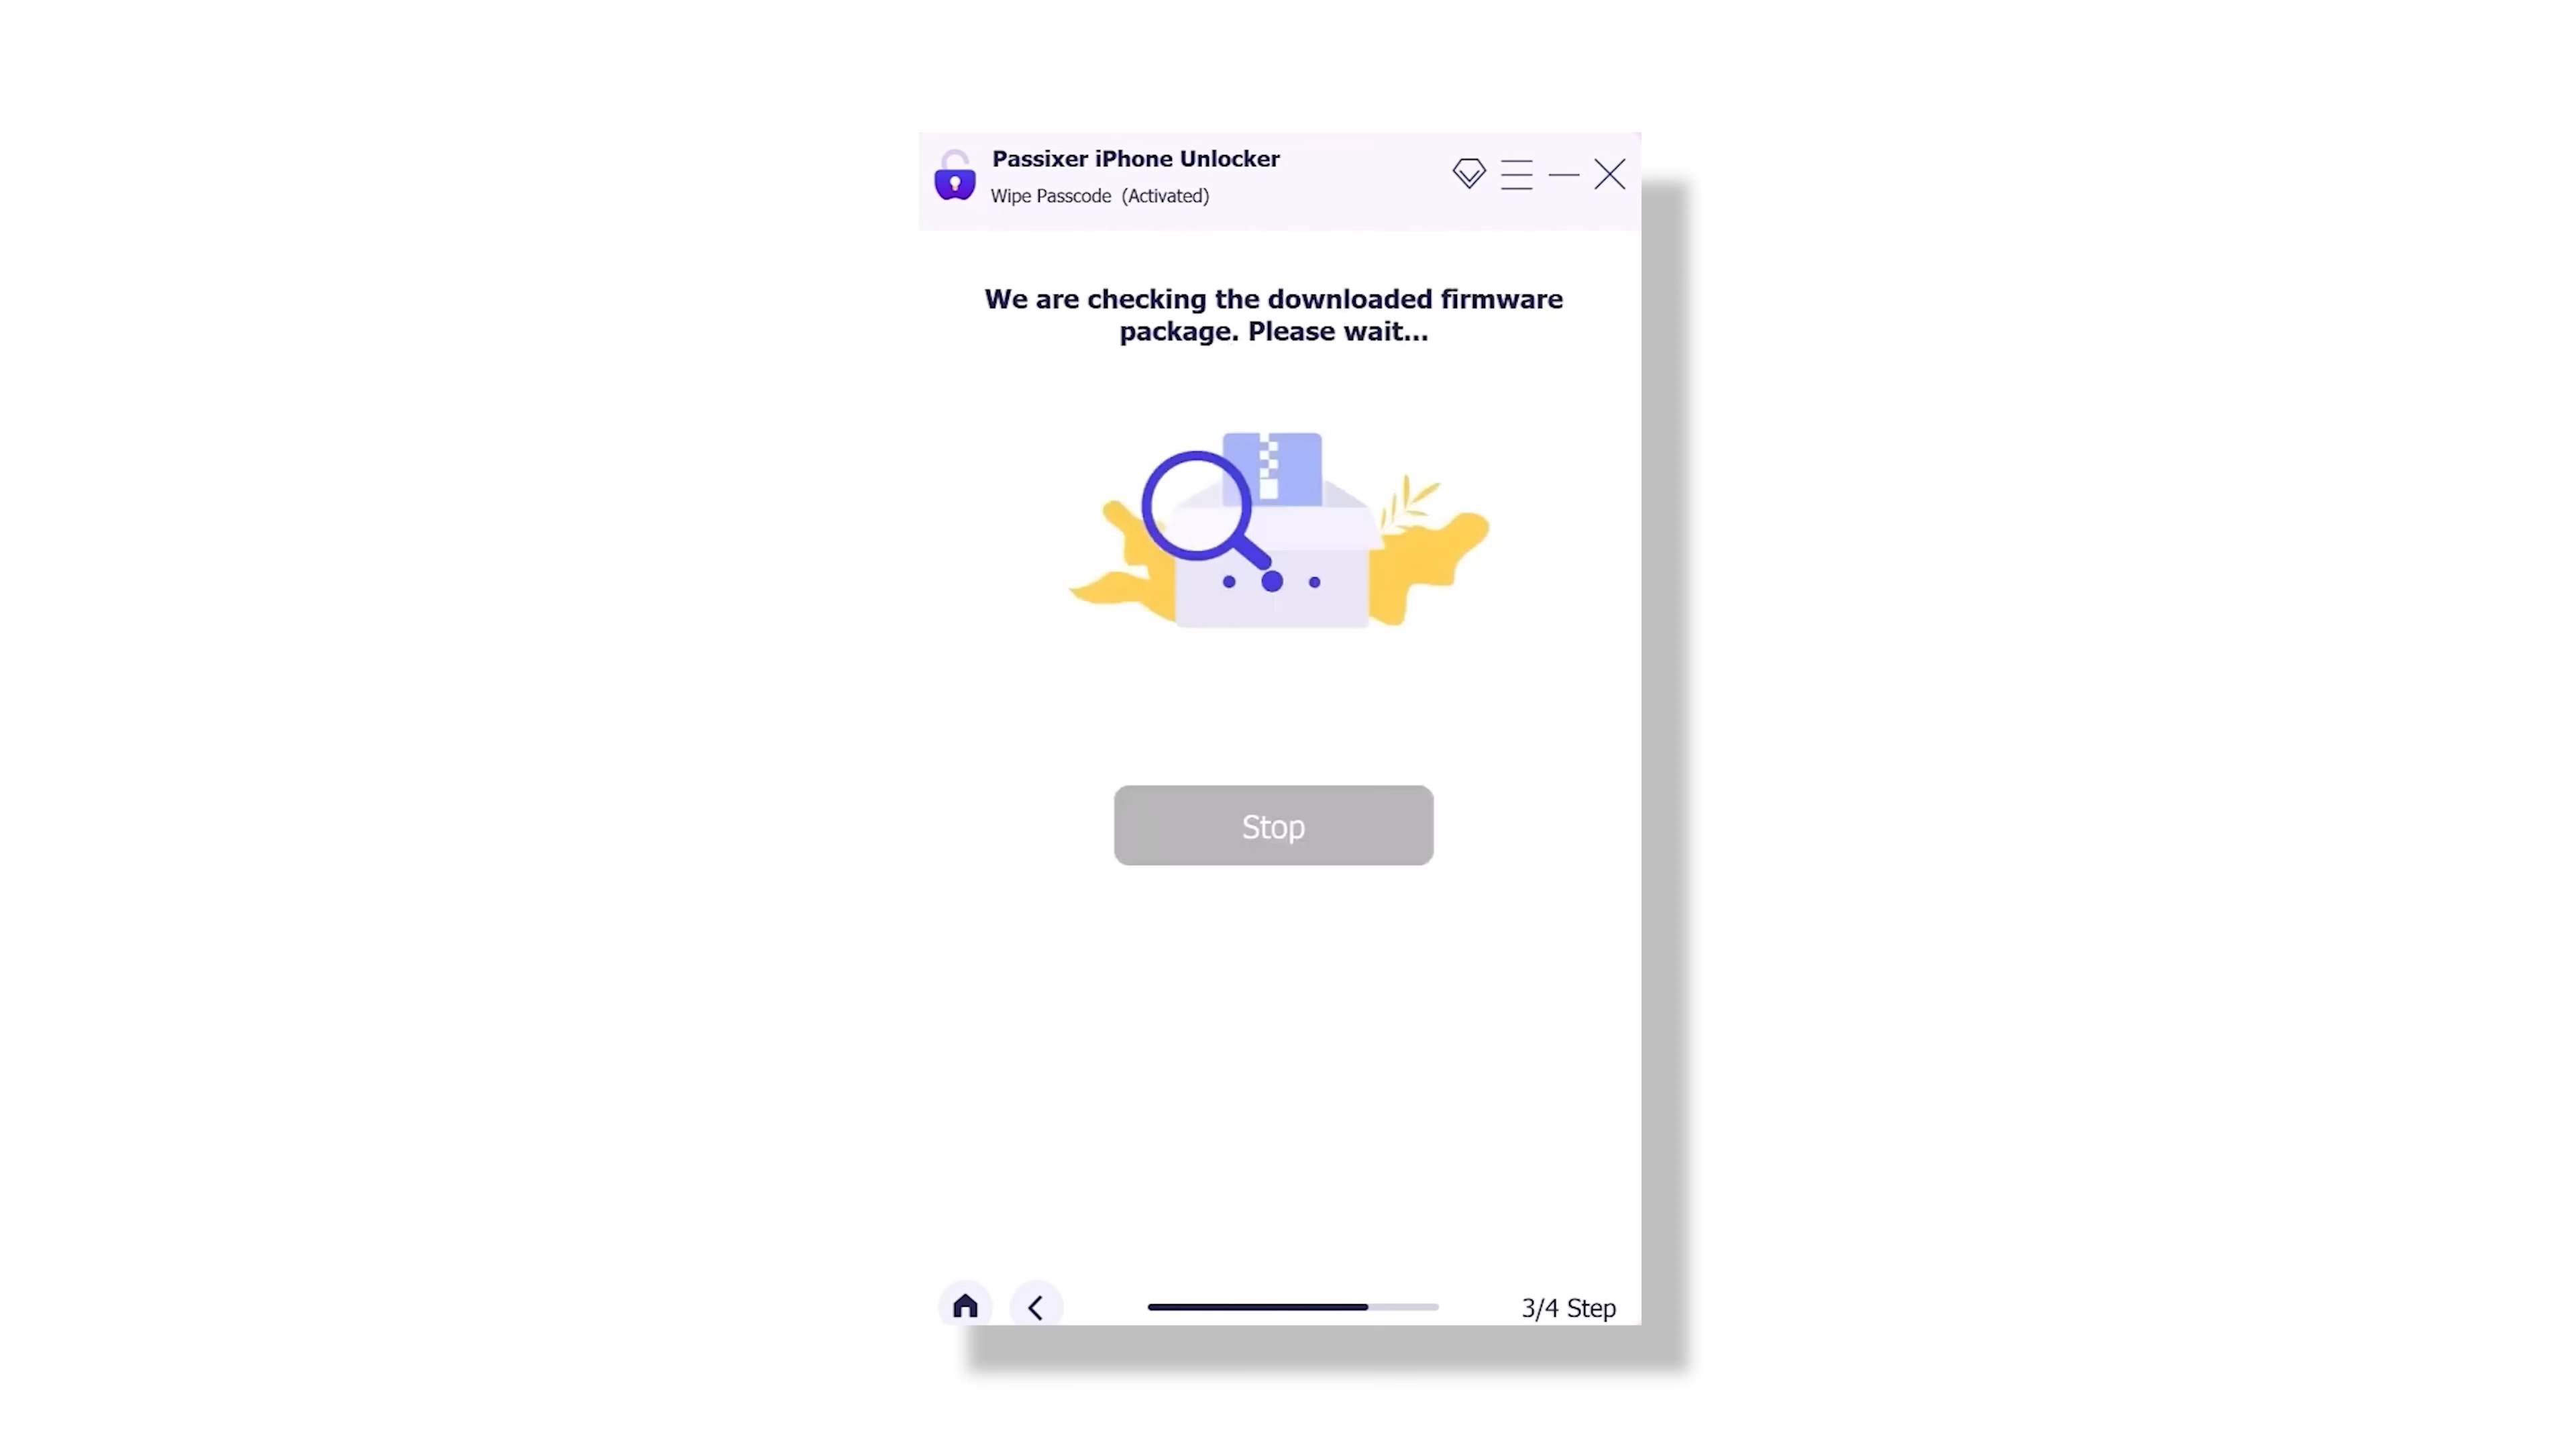 Passixer iPhone Unlocker
Wipe Passcode (Activated)
We are checking the downloaded firmware
package. Please wait...
Stop
3/4 Step